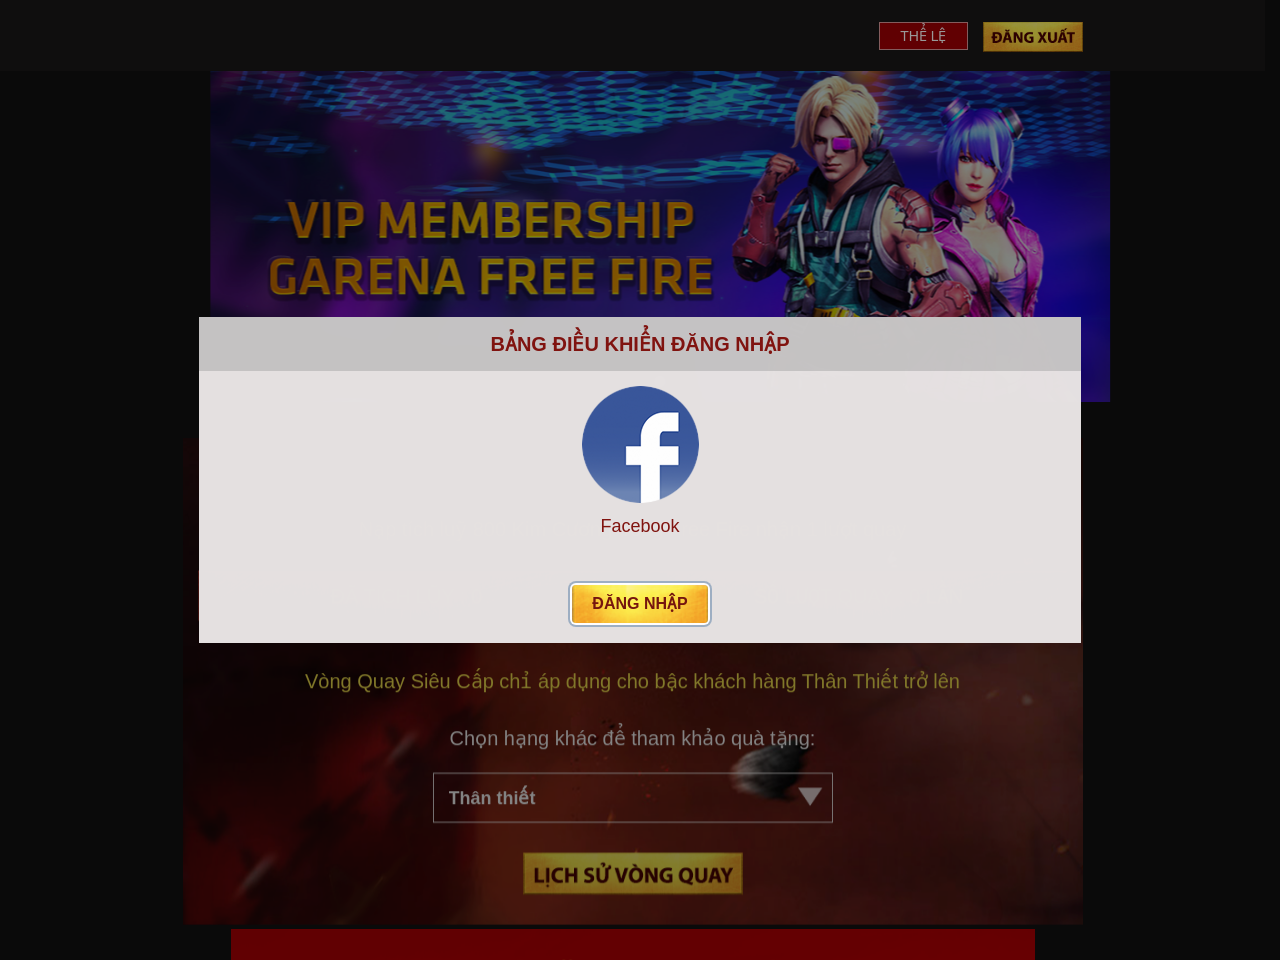 THỂ LỆ
ĐĂNG XUẤT
VIP MEMBERSHIP
GARENA FREE FIRE
BẢNG ĐIỀU KHIỂN ĐĂNG NHẬP
Facebook
ĐĂNG NHẬP
Vòng Quay Siêu Cấp chỉ áp dụng cho bậc khách hàng Thân Thiết trở lên
Chọn hạng khác để tham khảo quà tặng:
Thân thiết
LỊCH SỬ VÒNG QUAY